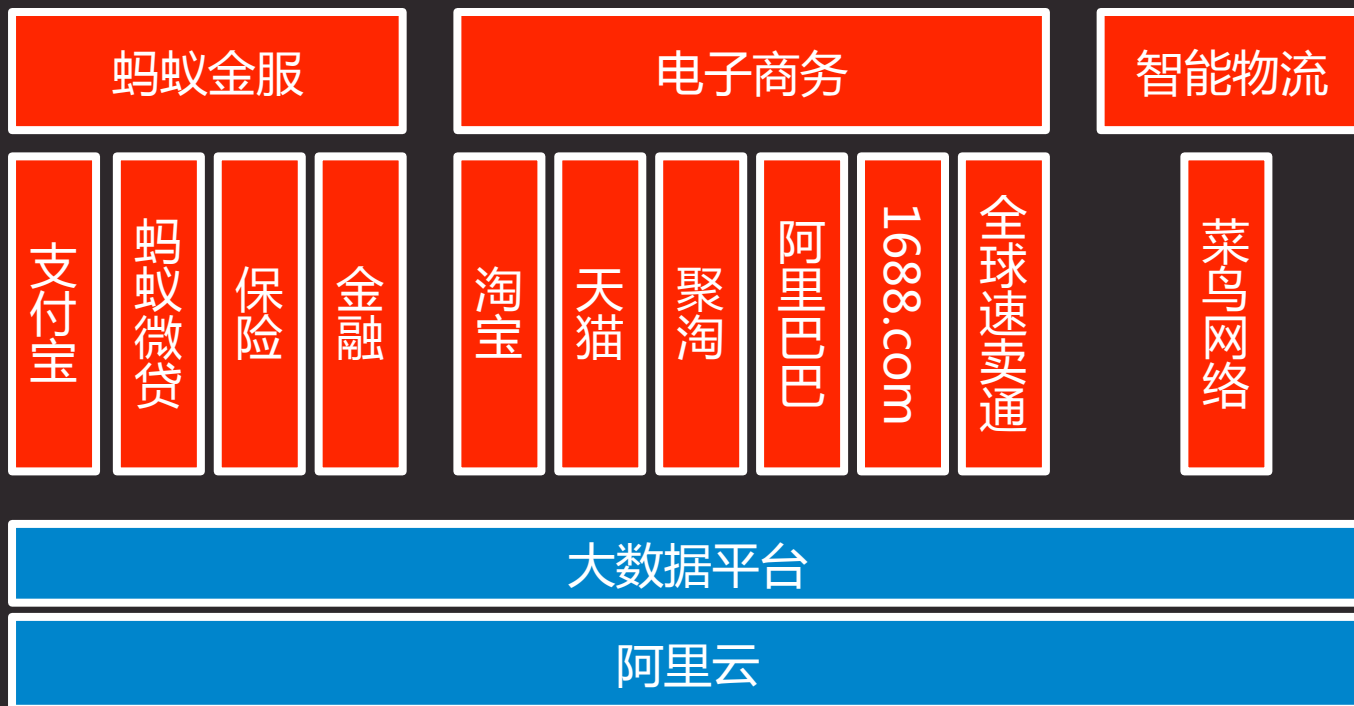 蚂蚁金服
电子商务
智能物流
支付宝
蚂蚁微贷
保险
金融
淘宝
天猫
聚淘
阿里巴巴
1688.com
全球速卖通
菜鸟网络
大数据平台
阿里云